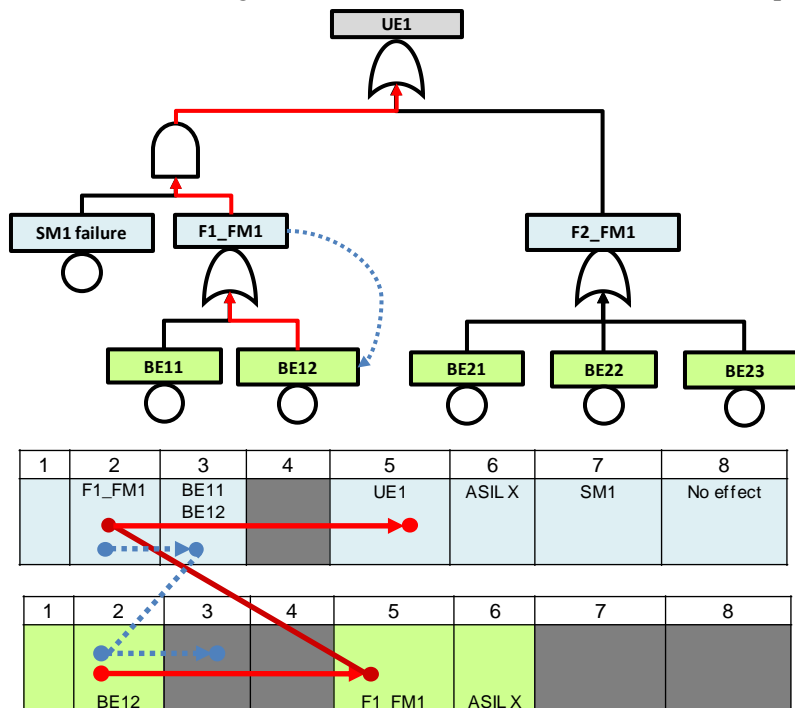 UE1
SM1 failure
F1_FM1
F2_FM1
BE11
BE12
BE21
BE22
BE23
1 2 3 4 5 6 7 8
F1_FM1 BE11 UE1 ASIL X SM1 No effect
BE12
1 2 3 4 5 6 7 8
BE12 F1_FM1 ASIL X